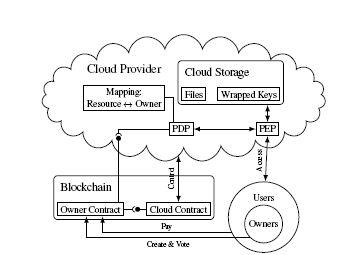 Cloud Provider
Cloud Storage
Mapping:
Resource ↔ Owner
Files
Wrapped Keys
PDP
PEP
Control
Access
Blockchain
Users
Owner Contract
Cloud Contract
Owners
Pay
Create & Vote